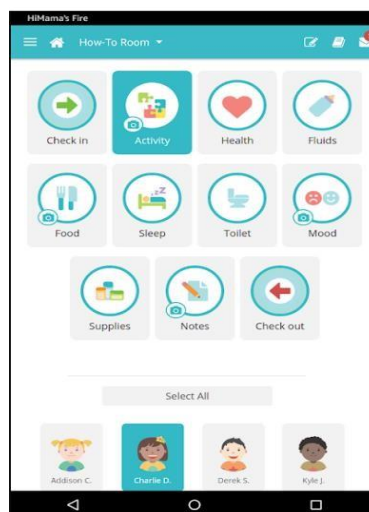 HiMama's Fire
How-To Room
Check in
Activity
Health
Fluids
Food
Sleep
Toilet
Mood
Supplies
Notes
Check out
Select All
Addison C.
Charlie D.
Derek S.
Kyle J.